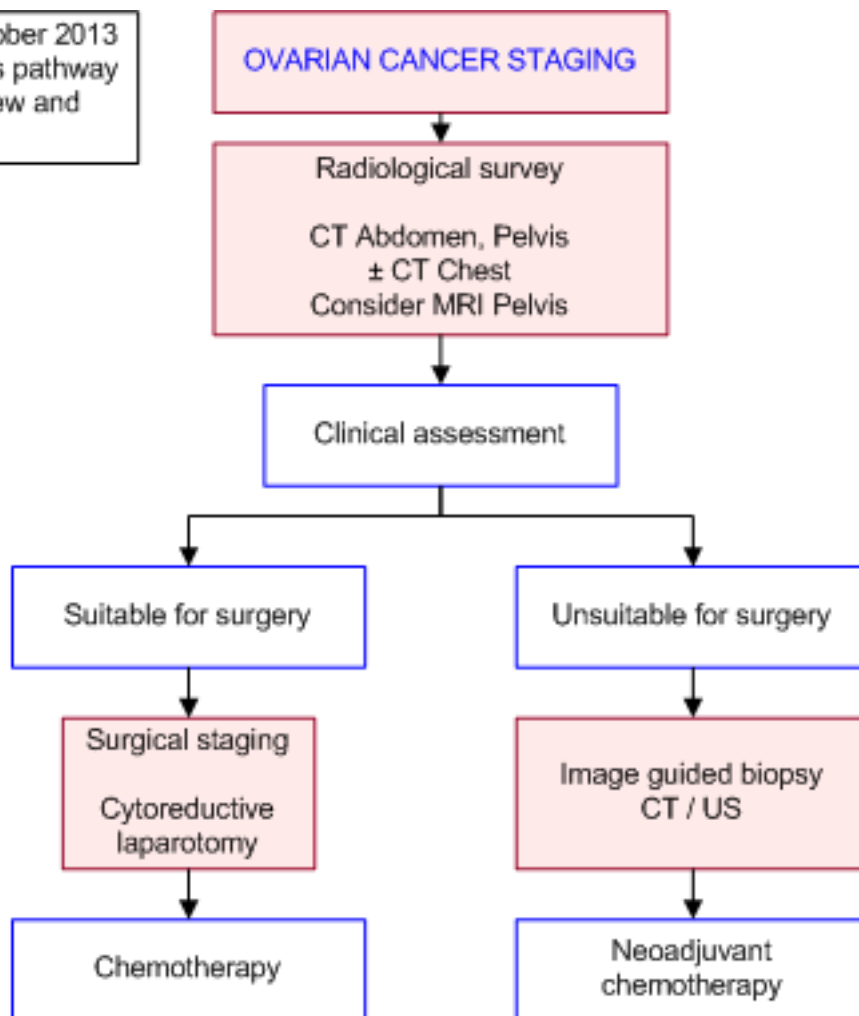 ober 2013
s pathway
ew and
OVARIAN CANCER STAGING
Radiological survey
CT Abdomen, Pelvis
± CT Chest
Consider MRI Pelvis
Clinical assessment
Suitable for surgery
Unsuitable for surgery
Surgical staging
Cytoreductive
laparotomy
Image guided biopsy
CT / US
Chemotherapy
Neoadjuvant
chemotherapy